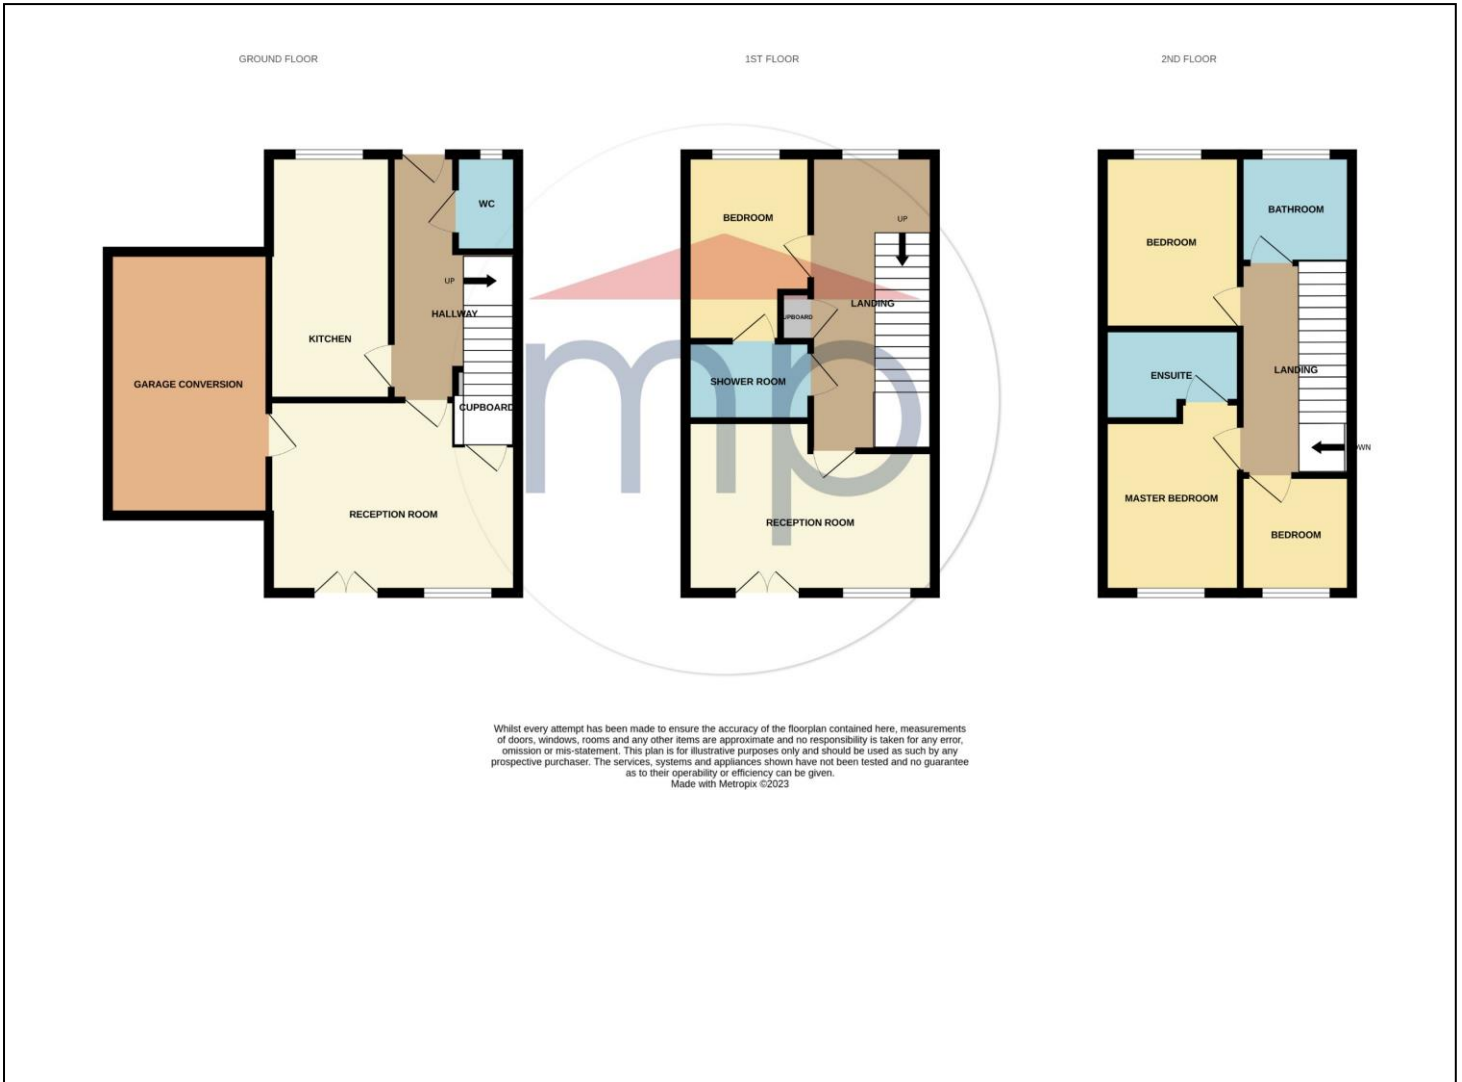 GROUND FLOOR
1ST FLOOR
2ND FLOOR
WC
UP
HALLWAY
KITCHEN
GARAGE CONVERSION
CUPBOARD
RECEPTION ROOM
BEDROOM
UP
LANDING
UPBOARD
SHOWER ROOM
RECEPTION ROOM
BATHROOM
BEDROOM
ENSUITE
LANDING
OWN
MASTER BEDROOM
BEDROOM
mp
Whilst every attempt has been made to ensure the accuracy of the floorplan contained here, measurements
of doors, windows, rooms and any other items are approximate and no responsibility is taken for any error,
omission or mis-statement. This plan is for illustrative purposes only and should be used as such by any
prospective purchaser. The services, systems and appliances shown have not been tested and no guarantee
as to their operability or efficiency can be given.
Made with Metropix ©2023